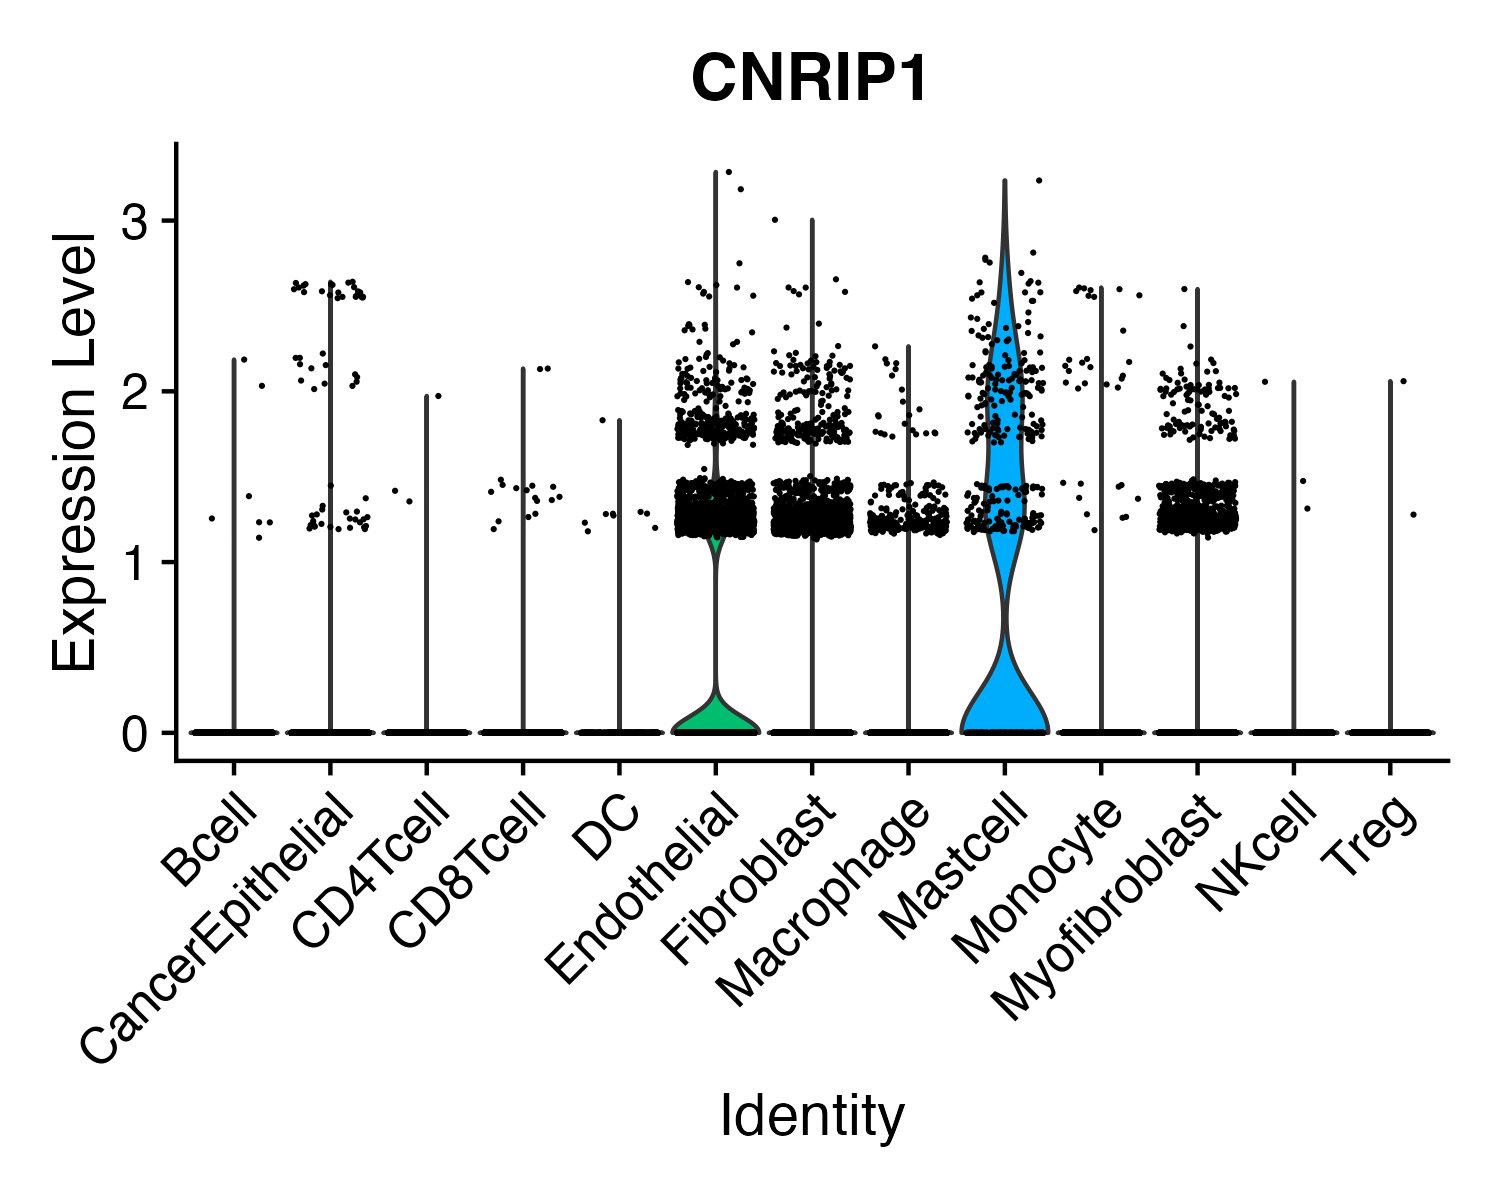 CNRIP1
Expression Level
3
2
1
0
Bcell
CancerEpithelial
CD4Tcell
CD8Tcell
DC
Endothelial
Fibroblast
Macrophage
Mastcell
Monocyte
Myofibroblast
NKcell
Treg
Identity